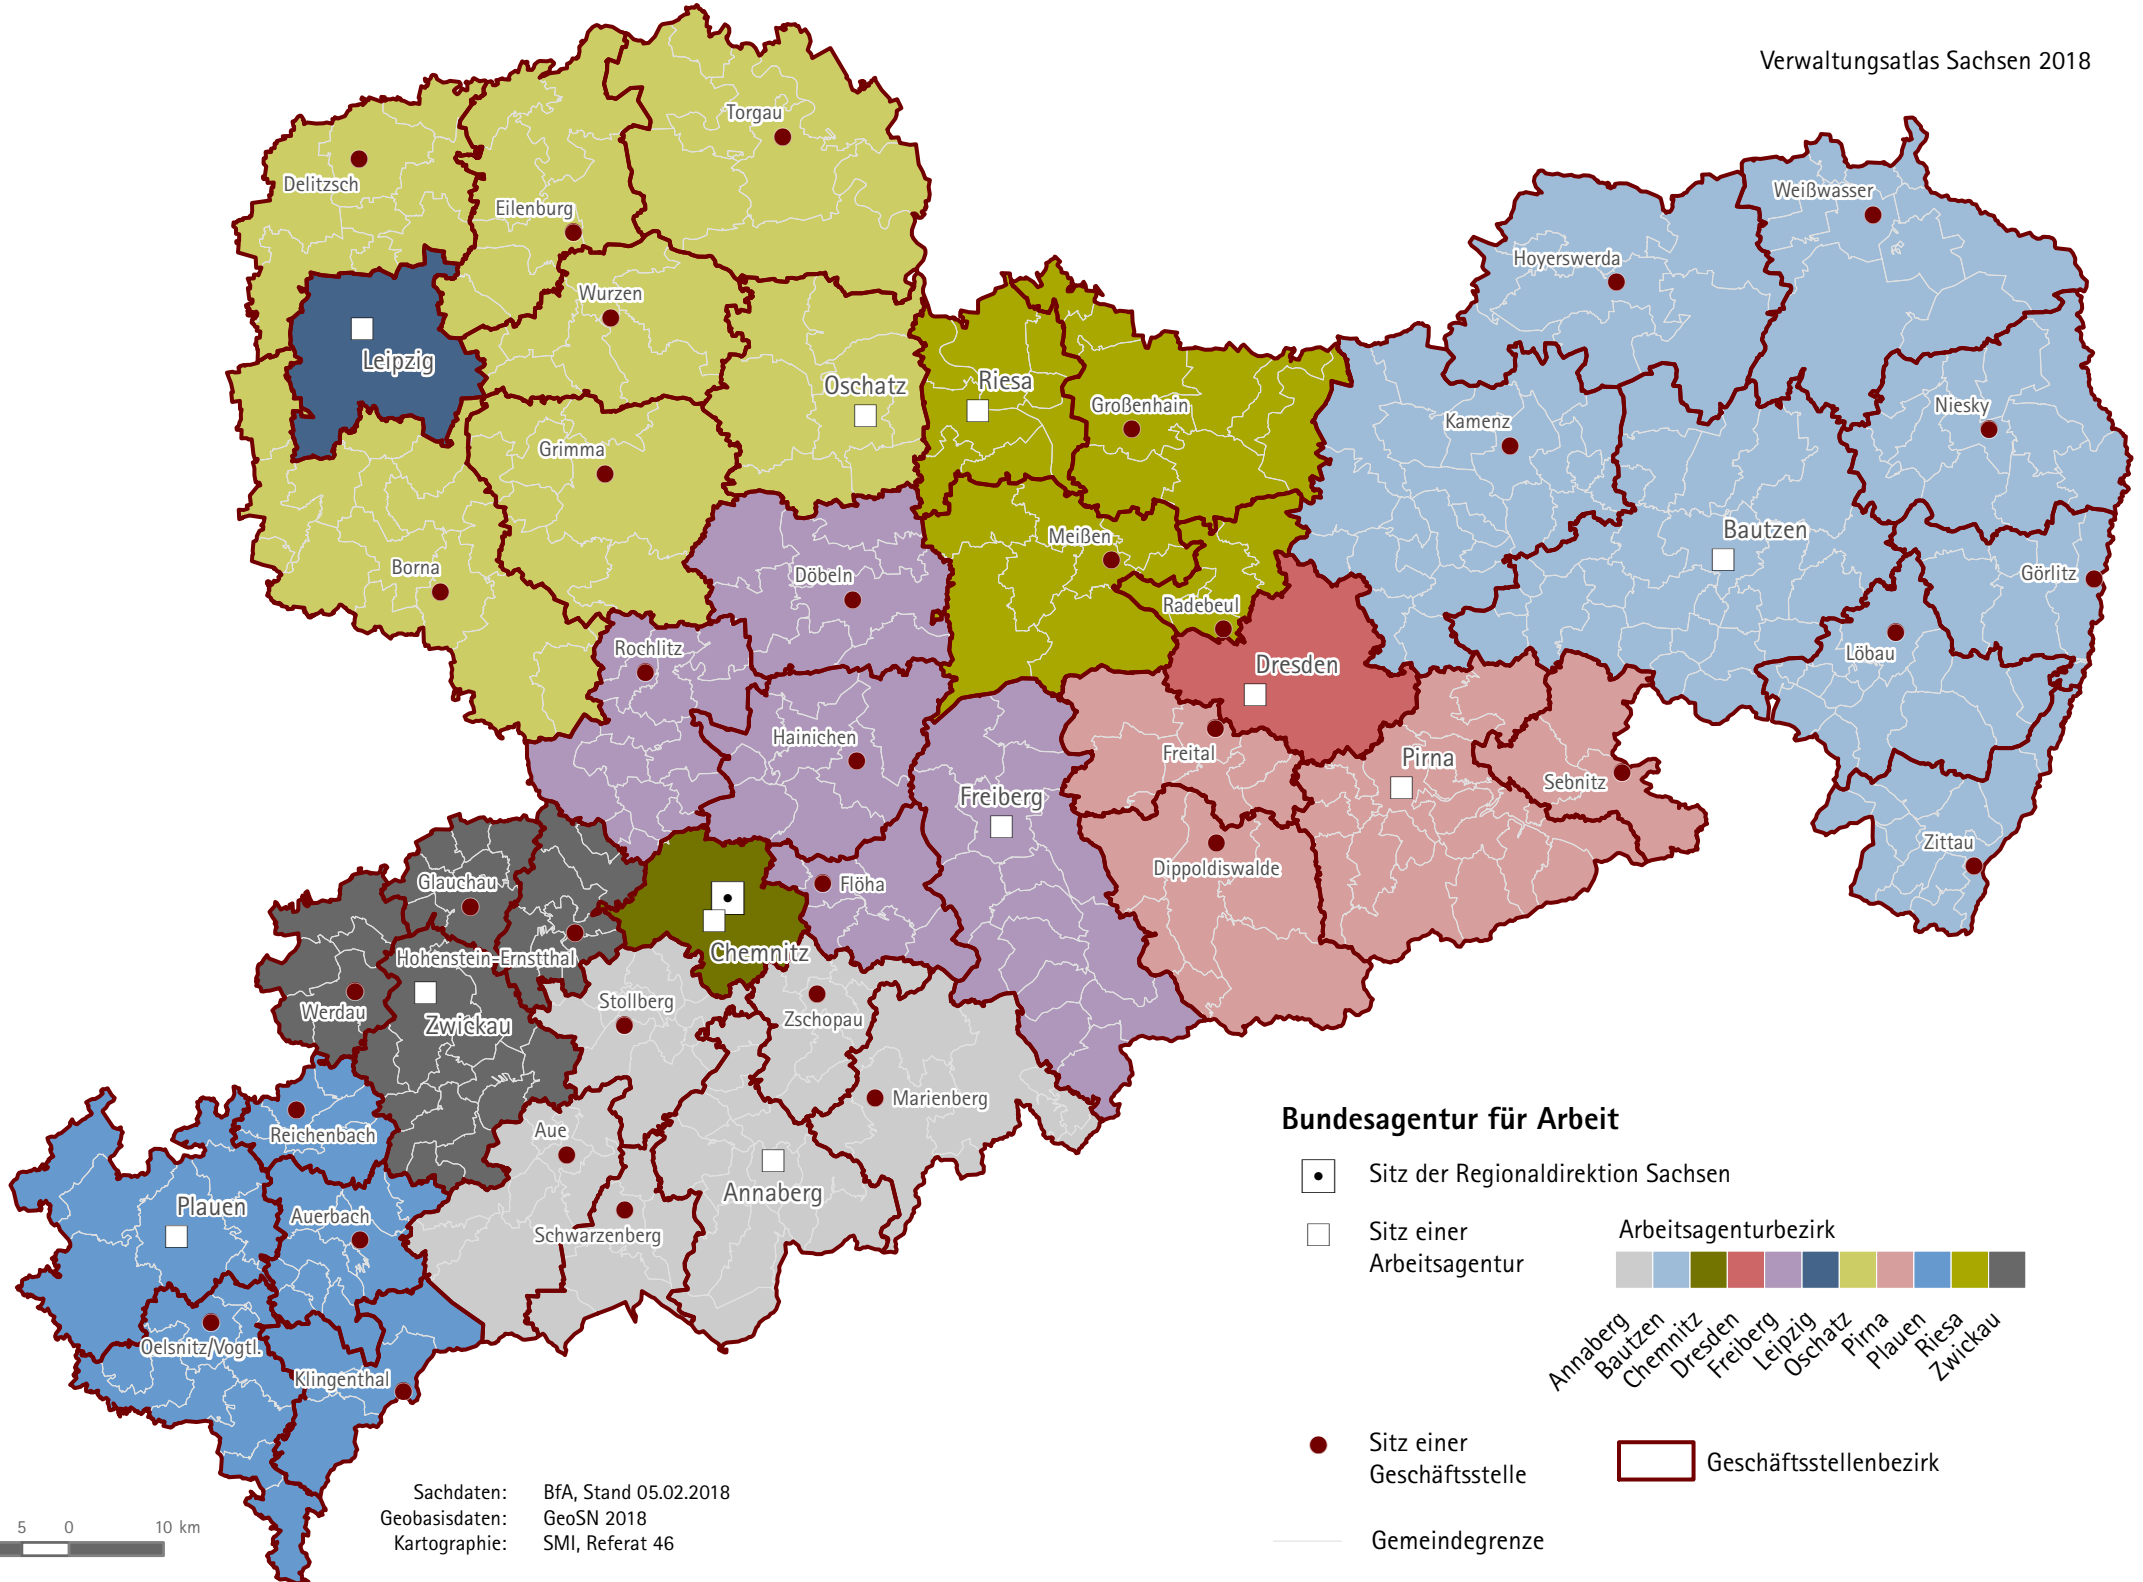 Verwaltungsatlas Sachsen 2018
Torgau
Delitzsch
Eilenburg
Weißwasser
Hoyerswerda
Wurzen
Leipzig
Oschatz
Riesa
Großenhain
Kamenz
Niesky
Grimma
Meißen
Bautzen
Borna
Döbeln
Görlitz
Radebeul
Rochlitz
Dresden
Löbau
Hainichen
Freital
Pirna
Sebnitz
Freiberg
Zittau
Glauchau
Flöha
Dippoldiswalde
Chemnitz
Hohenstein-Ernstthal
Werdau
Zwickau
Stollberg
Zschopau
Marienberg
Reichenbach
Aue
Annaberg
Plauen
Auerbach
Schwarzenberg
Oelsnitz/Vogtl.
Klingenthal
Bundesagentur für Arbeit
Sitz der Regionaldirektion Sachsen
Sitz einer
Arbeitsagentur
Arbeitsagenturbezirk
Annaberg
Bautzen
Chemnitz
Dresden
Freiberg
Leipzig
Oschatz
Pirna
Plauen
Riesa
Zwickau
Sitz einer
Geschäftsstelle
Geschäftsstellenbezirk
Gemeindegrenze
Sachdaten: BfA, Stand 05.02.2018
Geobasisdaten: GeoSN 2018
Kartographie: SMI, Referat 46
5 0 10 km